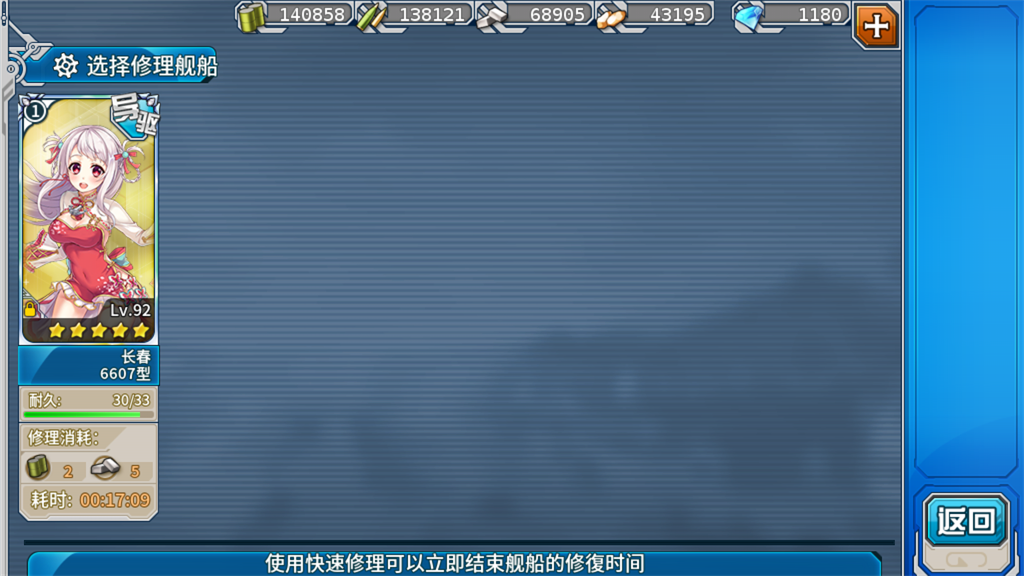 140858
138121
68905
43195
1180
选择修理舰船
1
导驱
Lv.92
长春
6607型
耐久: 30/33
修理消耗:
2 5
耗时: 00:17:09
返回
使用快速修理可以立即结束舰船的修復时间